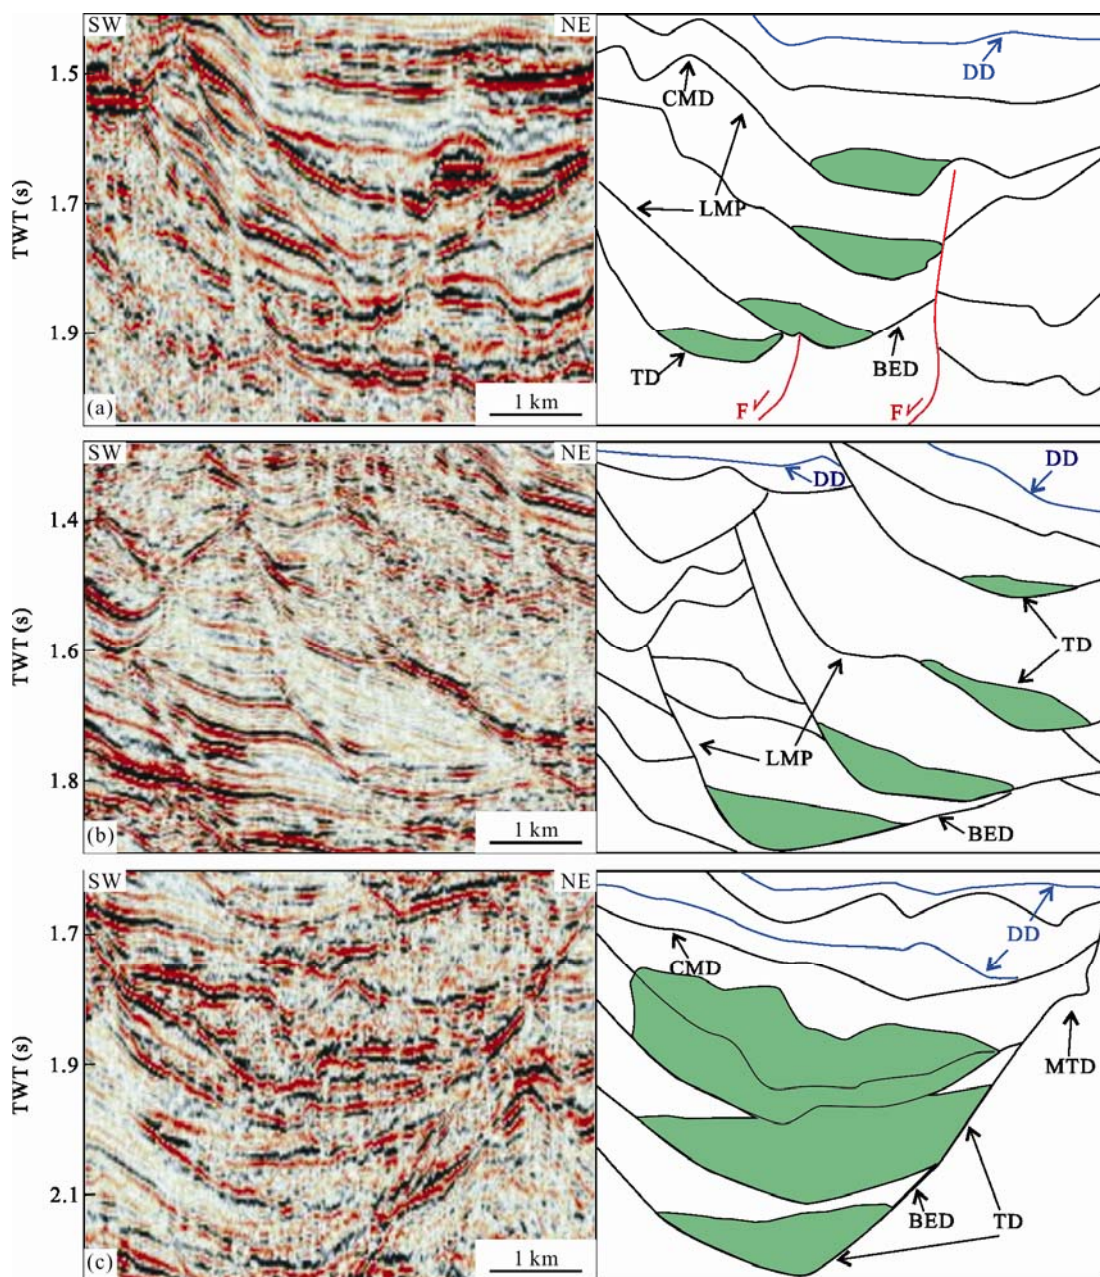 SW NE
1.5
DD
CMD
TWT (s)
1.7
LMP
1.9
TD
BED
F F
(a)
1 km
SW NE
DD
DD
1.4
TWT (s)
1.6
TD
LMP
1.8
(b)
1 km
BED
SW NE
1.7
DD
CMD
TWT (s)
1.9
MTD
2.1
BED
TD
(c)
1 km